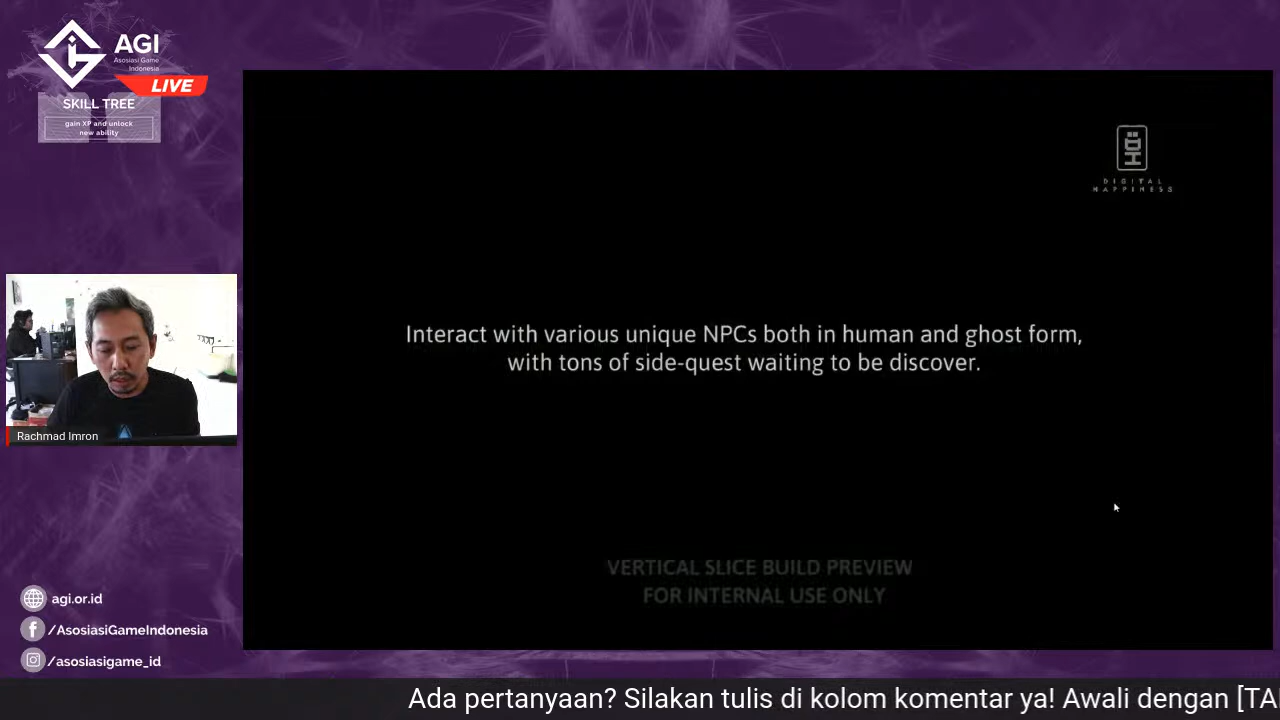 AGI
Asosiasi Game
Indonesia
LIVE
SKILL TREE
gain XP and unlock
new ability
DIGITAL
HAPPINESS
Interact with various unique NPCs both in human and ghost form,
with tons of side-quest waiting to be discover.
Rachmad Imron
VERTICAL SLICE BUILD PREVIEW
FOR INTERNAL USE ONLY
agi.or.id
/AsosiasiGameIndonesia
/asosiasigame_id
Ada pertanyaan? Silakan tulis di kolom komentar ya! Awali dengan [TA